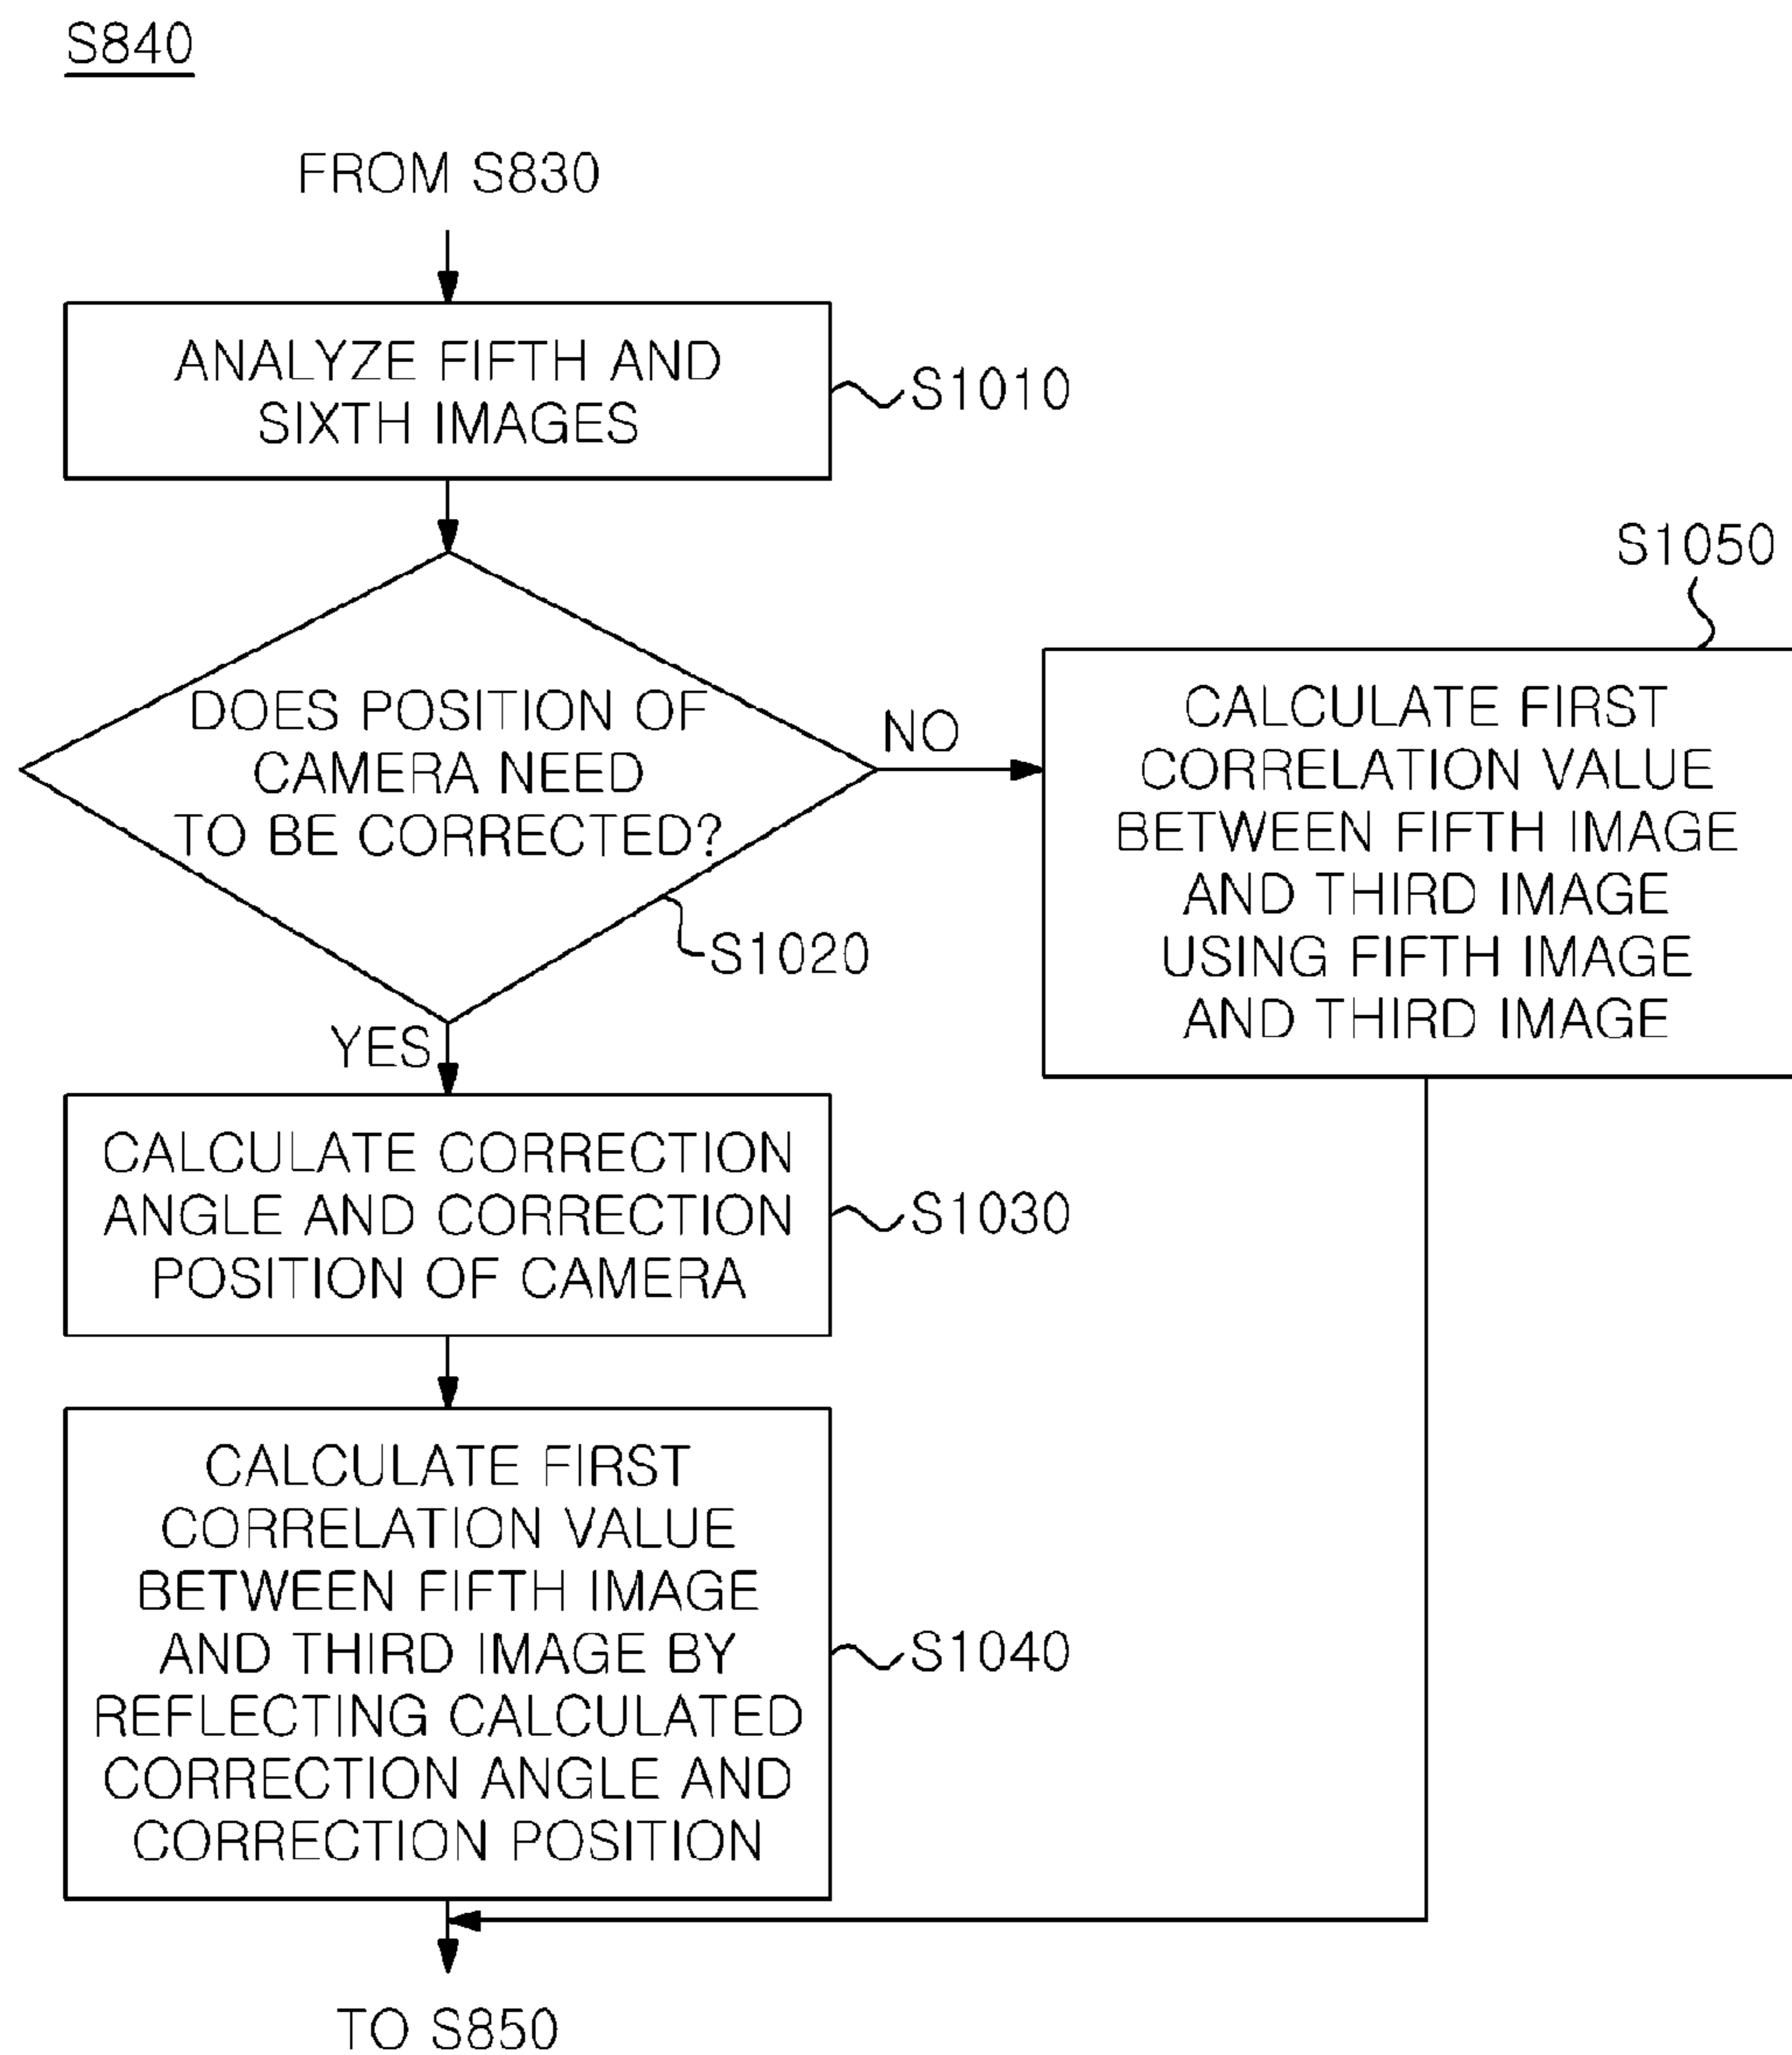 S840
FROM S830
ANALYZE FIFTH AND
SIXTH IMAGES
S1010
DOES POSITION OF
CAMERA NEED
TO BE CORRECTED?
S1020
NO
YES
S1050
CALCULATE FIRST
CORRELATION VALUE
BETWEEN FIFTH IMAGE
AND THIRD IMAGE
USING FIFTH IMAGE
AND THIRD IMAGE
CALCULATE CORRECTION
ANGLE AND CORRECTION
POSITION OF CAMERA
S1030
CALCULATE FIRST
CORRELATION VALUE
BETWEEN FIFTH IMAGE
AND THIRD IMAGE BY
REFLECTING CALCULATED
CORRECTION ANGLE AND
CORRECTION POSITION
S1040
TO S850